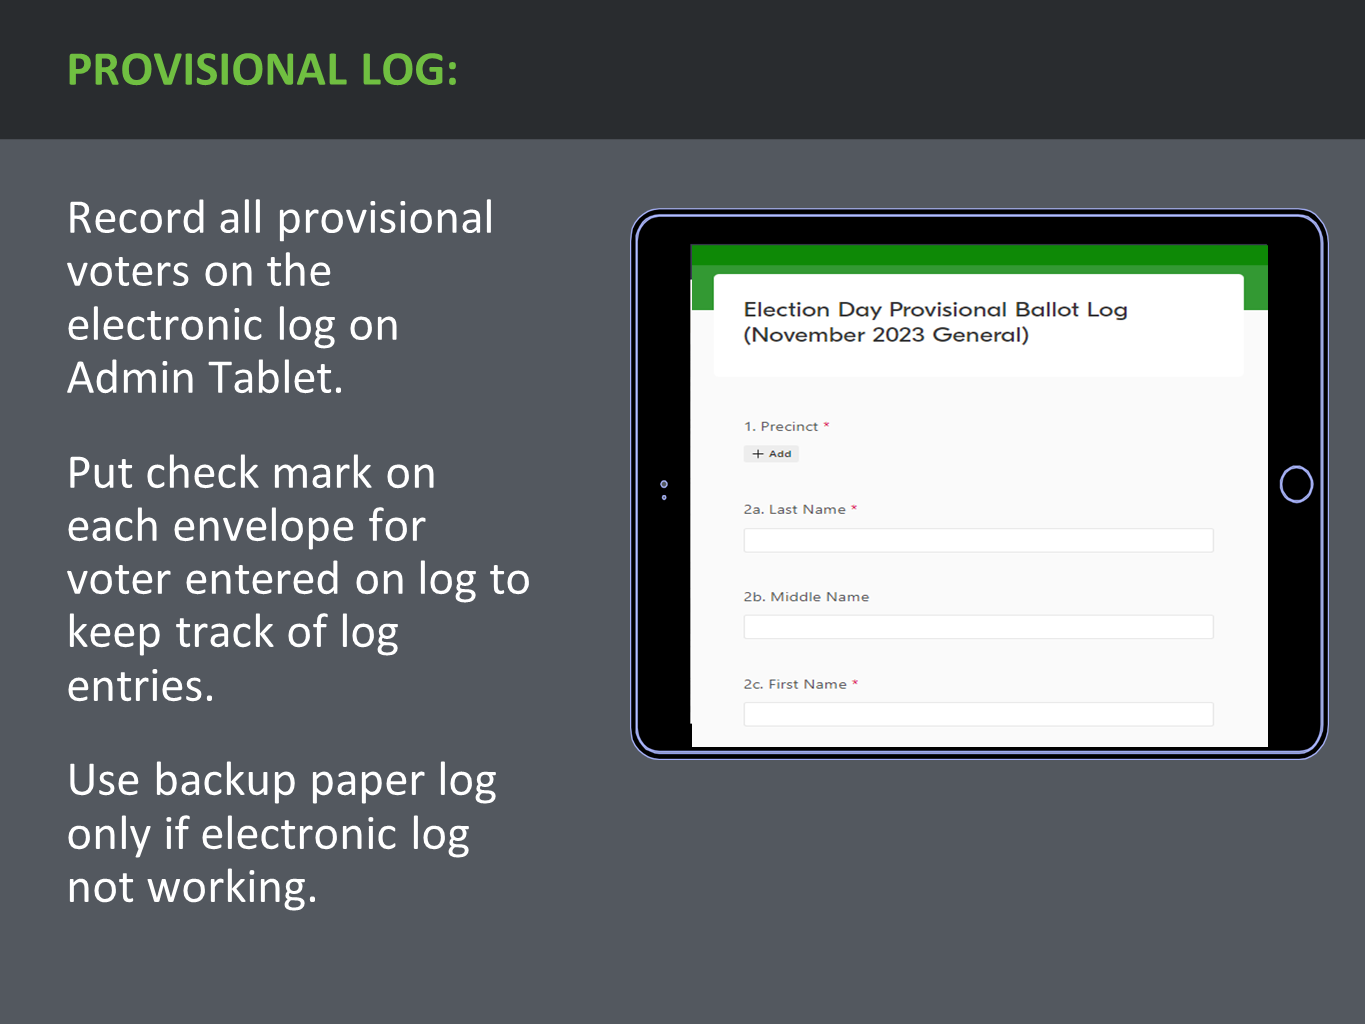 PROVISIONAL LOG:
Record all provisional
voters on the
electronic log on
Admin Tablet.
Put check mark on
each envelope for
voter entered on log to
keep track of log
entries.
Use backup paper log
only if electronic log
not working.
Election Day Provisional Ballot Log
(November 2023 General)
1. Precinct *
+ Add
2a. Last Name *
2b. Middle Name
2c. First Name *